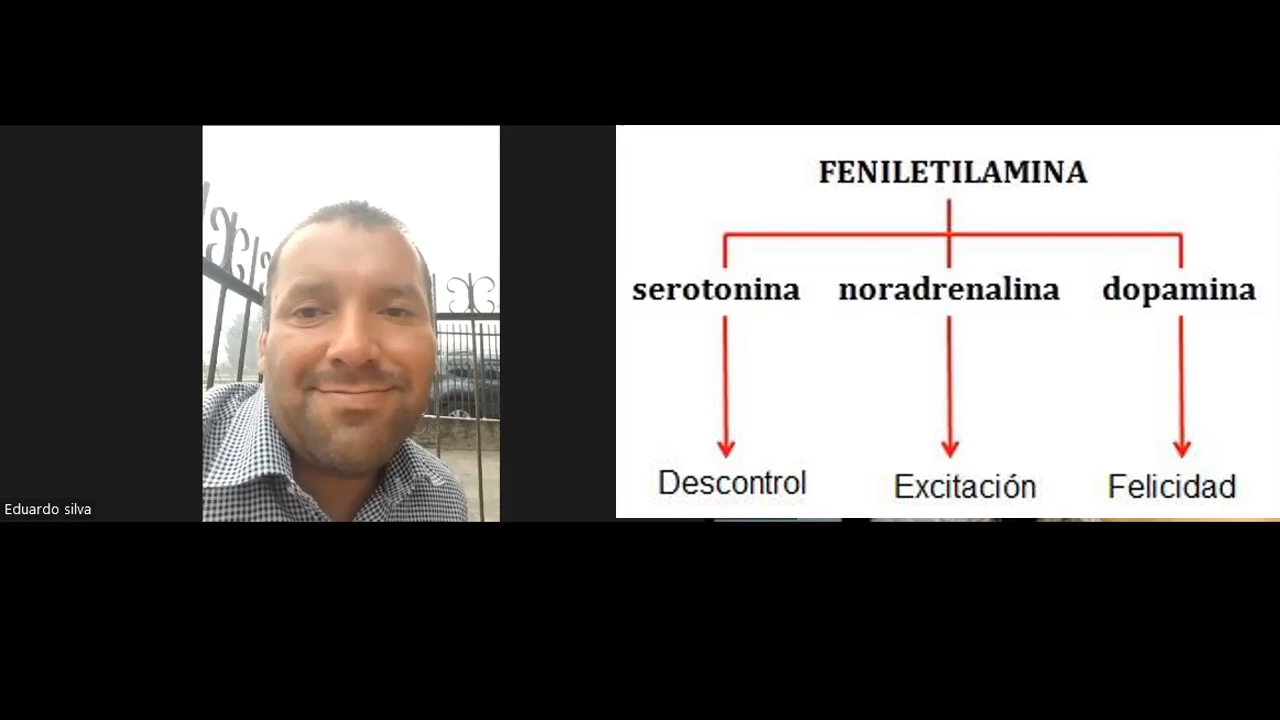 FENILETILAMINA
serotonina noradrenalina dopamina
Descontrol Excitación Felicidad
Eduardo silva